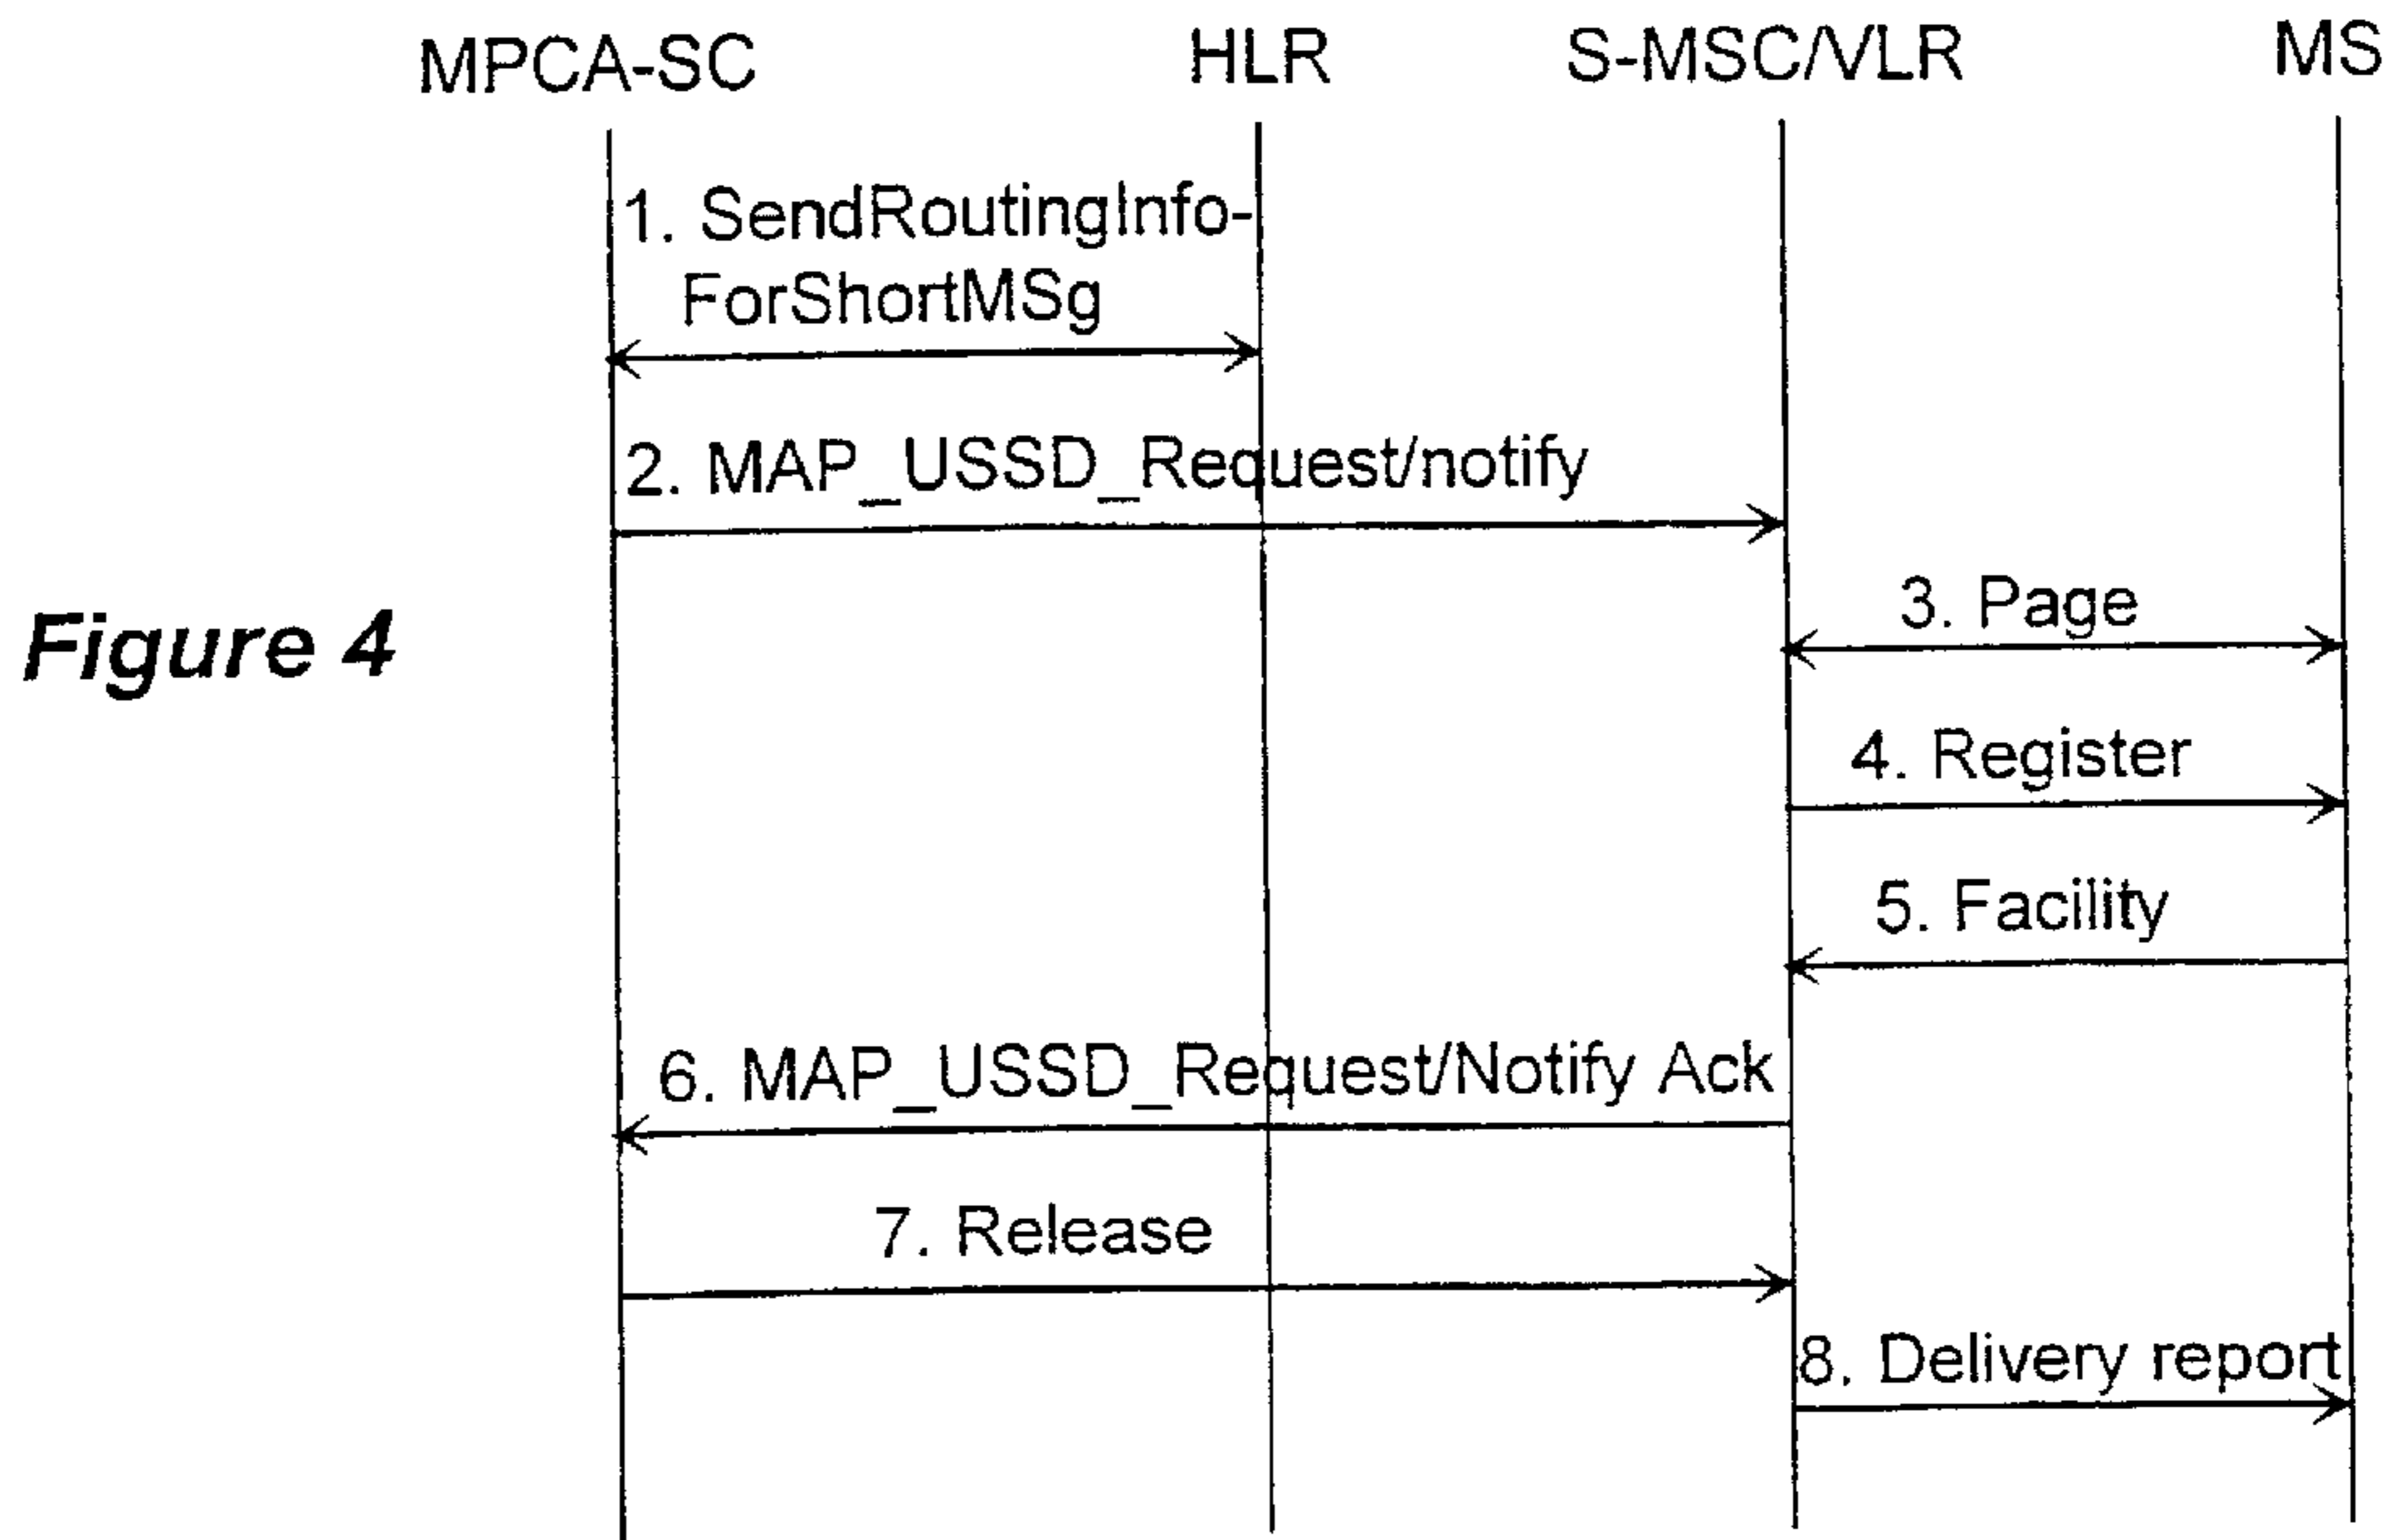 MPCA-SC HLR S-MSC/VLR MS
1. SendRoutingInfo-
ForShortMSg
2. MAP_USSD_Request/notify
3. Page
Figure 4
4. Register
5. Facility
6. MAP_USSD_Request/Notify Ack
7. Release
8. Delivery report